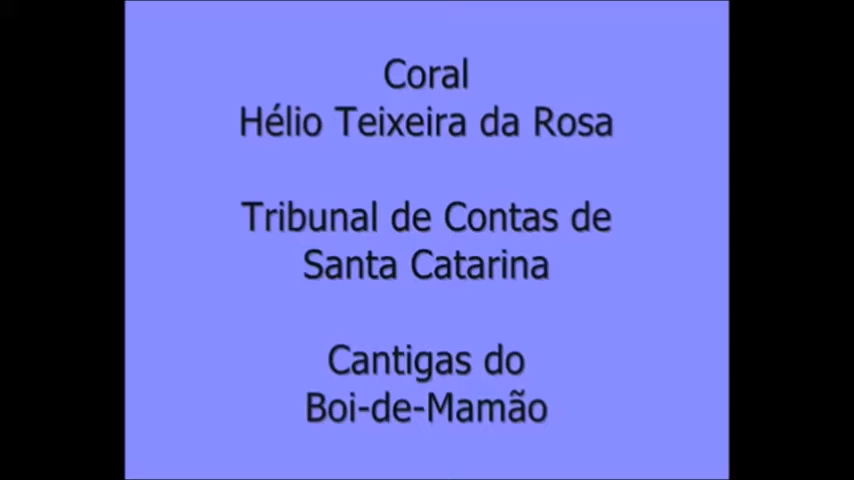 Coral
Hélio Teixeira da Rosa
Tribunal de Contas de
Santa Catarina
Cantigas do
Boi-de-Mamão